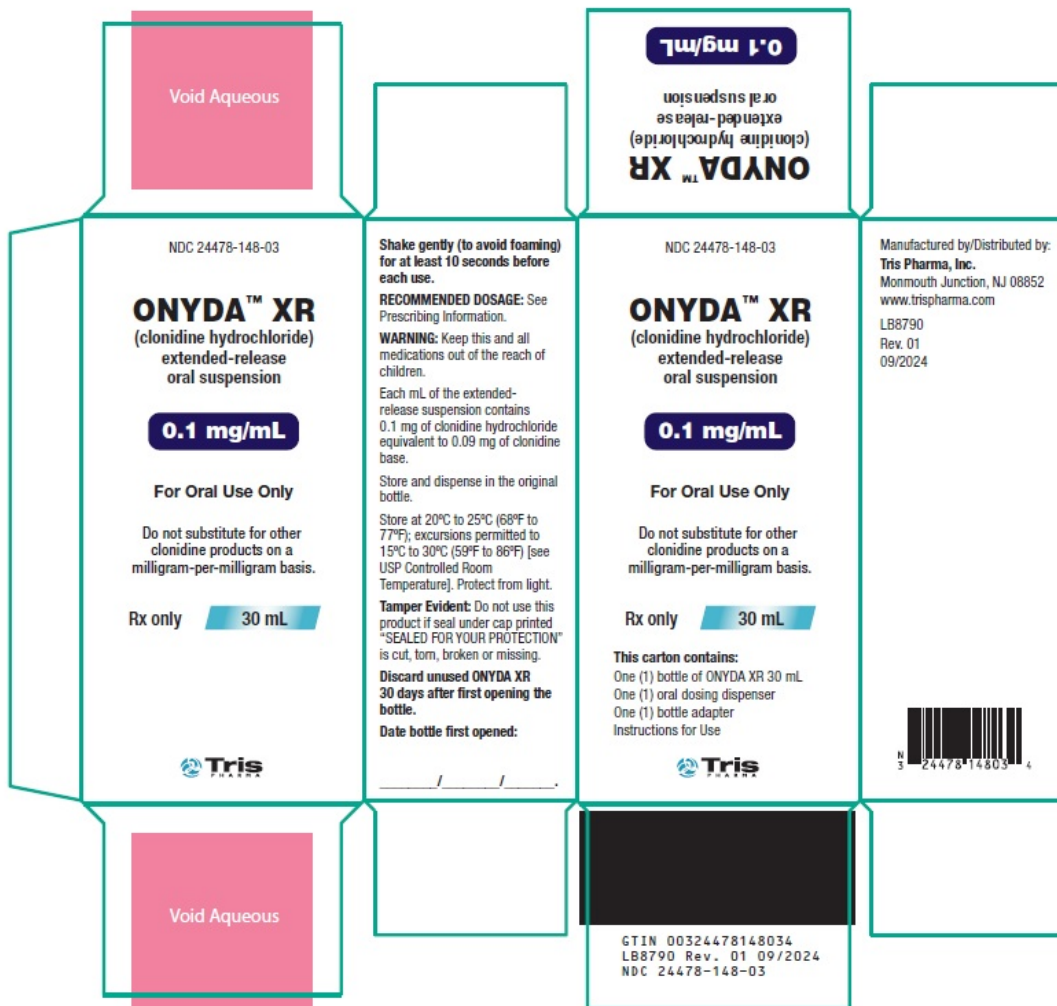 Void Aqueous
ONYDA™ XR
(clonidine hydrochloride)
extended-release
oral suspension
0.1 mg/mL
NDC 24478-148-03
ONYDA™ XR
(clonidine hydrochloride)
extended-release
oral suspension
0.1 mg/mL
For Oral Use Only
Do not substitute for other
clonidine products on a
milligram-per-milligram basis.
Rx only 30 mL
Tris
PHARMA
Shake gently (to avoid foaming)
for at least 10 seconds before
each use.
RECOMMENDED DOSAGE: See
Prescribing Information.
WARNING: Keep this and all
medications out of the reach of
children.
Each mL of the extended-
release suspension contains
0.1 mg of clonidine hydrochloride
equivalent to 0.09 mg of clonidine
base.
Store and dispense in the original
bottle.
Store at 20ºC to 25ºC (68ºF to
77ºF); excursions permitted to
15ºC to 30ºC (59ºF to 86ºF) [see
USP Controlled Room
Temperature]. Protect from light.
Tamper Evident: Do not use this
product if seal under cap printed
“SEALED FOR YOUR PROTECTION”
is cut, torn, broken or missing.
Discard unused ONYDA XR
30 days after first opening the
bottle.
Date bottle first opened:
_______/_______/______.
NDC 24478-148-03
ONYDA™ XR
(clonidine hydrochloride)
extended-release
oral suspension
0.1 mg/mL
For Oral Use Only
Do not substitute for other
clonidine products on a
milligram-per-milligram basis.
Rx only 30 mL
This carton contains:
One (1) bottle of ONYDA XR 30 mL
One (1) oral dosing dispenser
One (1) bottle adapter
Instructions for Use
Tris
PHARMA
Manufactured by/Distributed by:
Tris Pharma, Inc.
Monmouth Junction, NJ 08852
www.trispharma.com
LB8790
Rev. 01
09/2024
N
3 24478 14803 4
Void Aqueous
GTIN 00324478148034
LB8790 Rev. 01 09/2024
NDC 24478-148-03